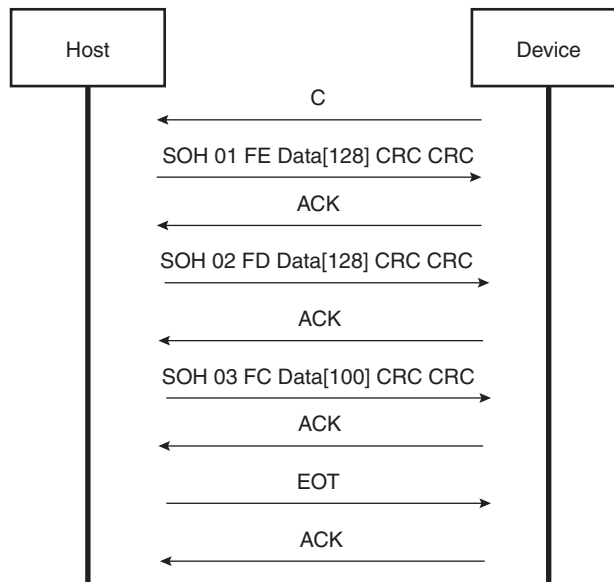 Host
Device
C
SOH 01 FE Data[128] CRC CRC
ACK
SOH 02 FD Data[128] CRC CRC
ACK
SOH 03 FC Data[100] CRC CRC
ACK
EOT
ACK